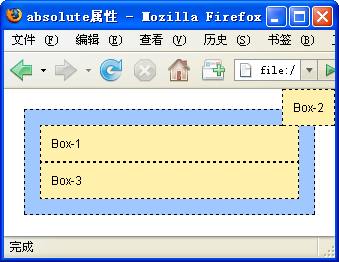 absolute属性 - Mozilla Firefox
文件 (F) 编辑 (E) 查看 (V) 历史 (S) 书签 (B)
file:/
Box-2
Box-1
Box-3
完成